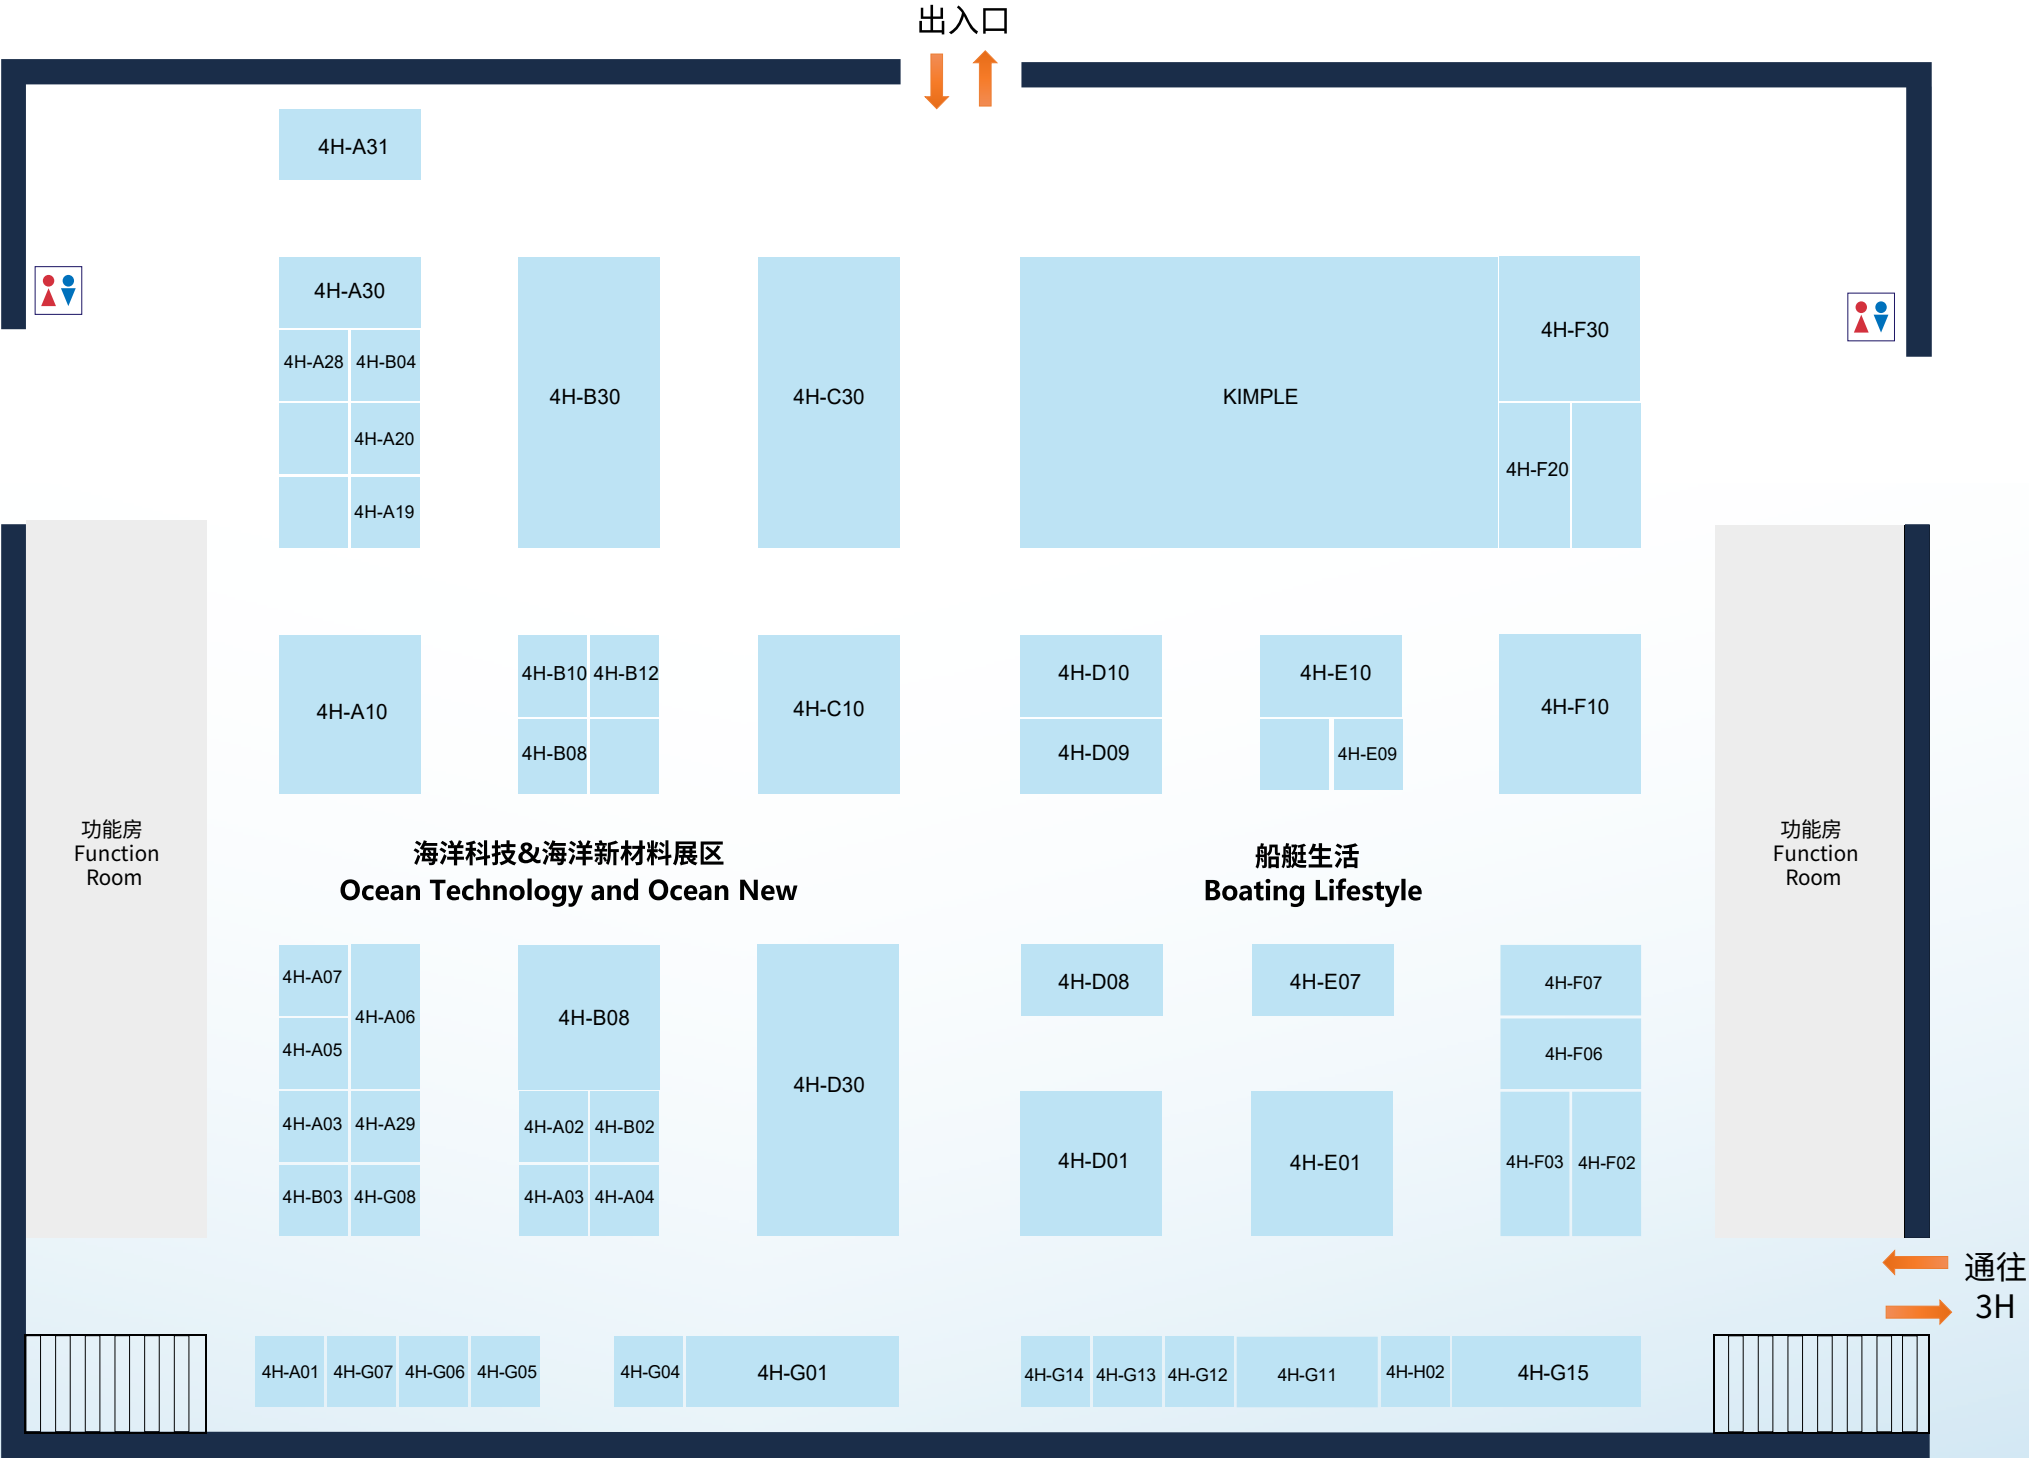 出入口
4H-A31
4H-A30
4H-A28
4H-B04
4H-A20
4H-A19
4H-B30
4H-C30
KIMPLE
4H-F30
4H-F20
4H-A10
4H-B10
4H-B12
4H-B08
4H-C10
4H-D10
4H-D09
4H-E10
4H-E09
4H-F10
功能房
Function
Room
海洋科技&海洋新材料展区
Ocean Technology and Ocean New
船艇生活
Boating Lifestyle
功能房
Function
Room
4H-A07
4H-A06
4H-A05
4H-A03
4H-A29
4H-B03
4H-G08
4H-B08
4H-A02
4H-B02
4H-A03
4H-A04
4H-D30
4H-D08
4H-E07
4H-D01
4H-E01
4H-F07
4H-F06
4H-F03
4H-F02
通往
3H
4H-A01
4H-G07
4H-G06
4H-G05
4H-G04
4H-G01
4H-G14
4H-G13
4H-G12
4H-G11
4H-H02
4H-G15